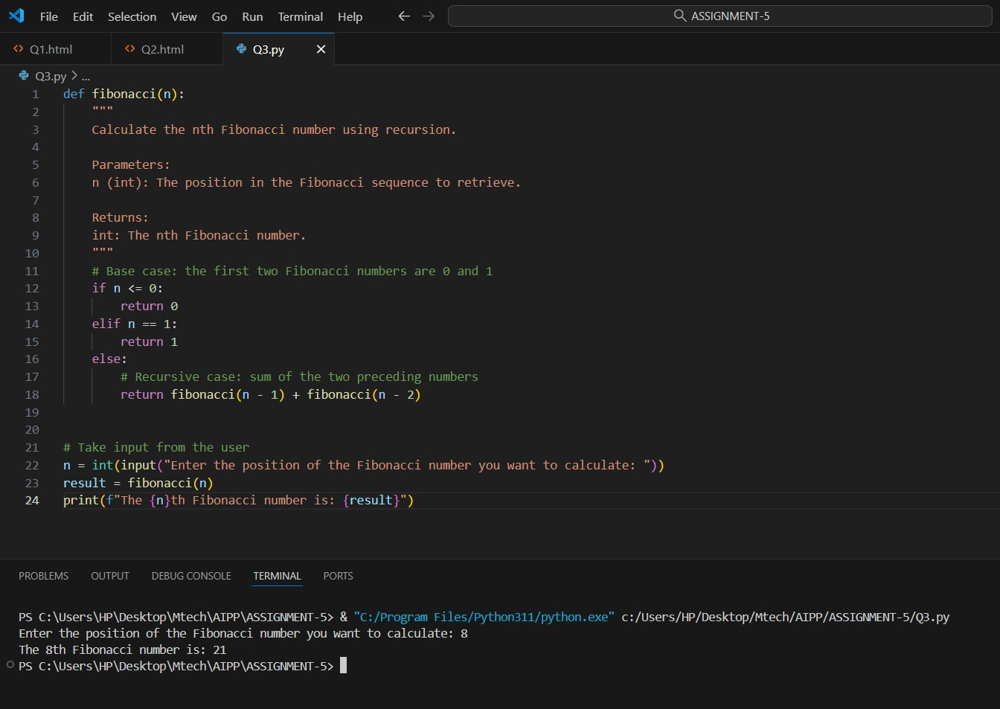 File Edit Selection View Go Run Terminal Help ASSIGNMENT-5
Q1.html Q2.html Q3.py
Q3.py > ...
1 def fibonacci(n):
2 """
3 Calculate the nth Fibonacci number using recursion.
4
5 Parameters:
6 n (int): The position in the Fibonacci sequence to retrieve.
7
8 Returns:
9 int: The nth Fibonacci number.
10 """
11 # Base case: the first two Fibonacci numbers are 0 and 1
12 if n <= 0:
13 return 0
14 elif n == 1:
15 return 1
16 else:
17 # Recursive case: sum of the two preceding numbers
18 return fibonacci(n - 1) + fibonacci(n - 2)
19
20
21 # Take input from the user
22 n = int(input("Enter the position of the Fibonacci number you want to calculate: "))
23 result = fibonacci(n)
24 print(f"The {n}th Fibonacci number is: {result}")
PROBLEMS OUTPUT DEBUG CONSOLE TERMINAL PORTS
PS C:\Users\HP\Desktop\Mtech\AIPP\ASSIGNMENT-5> & "C:/Program Files/Python311/python.exe" c:/Users/HP/Desktop/Mtech/AIPP/ASSIGNMENT-5/Q3.py
Enter the position of the Fibonacci number you want to calculate: 8
The 8th Fibonacci number is: 21
PS C:\Users\HP\Desktop\Mtech\AIPP\ASSIGNMENT-5>